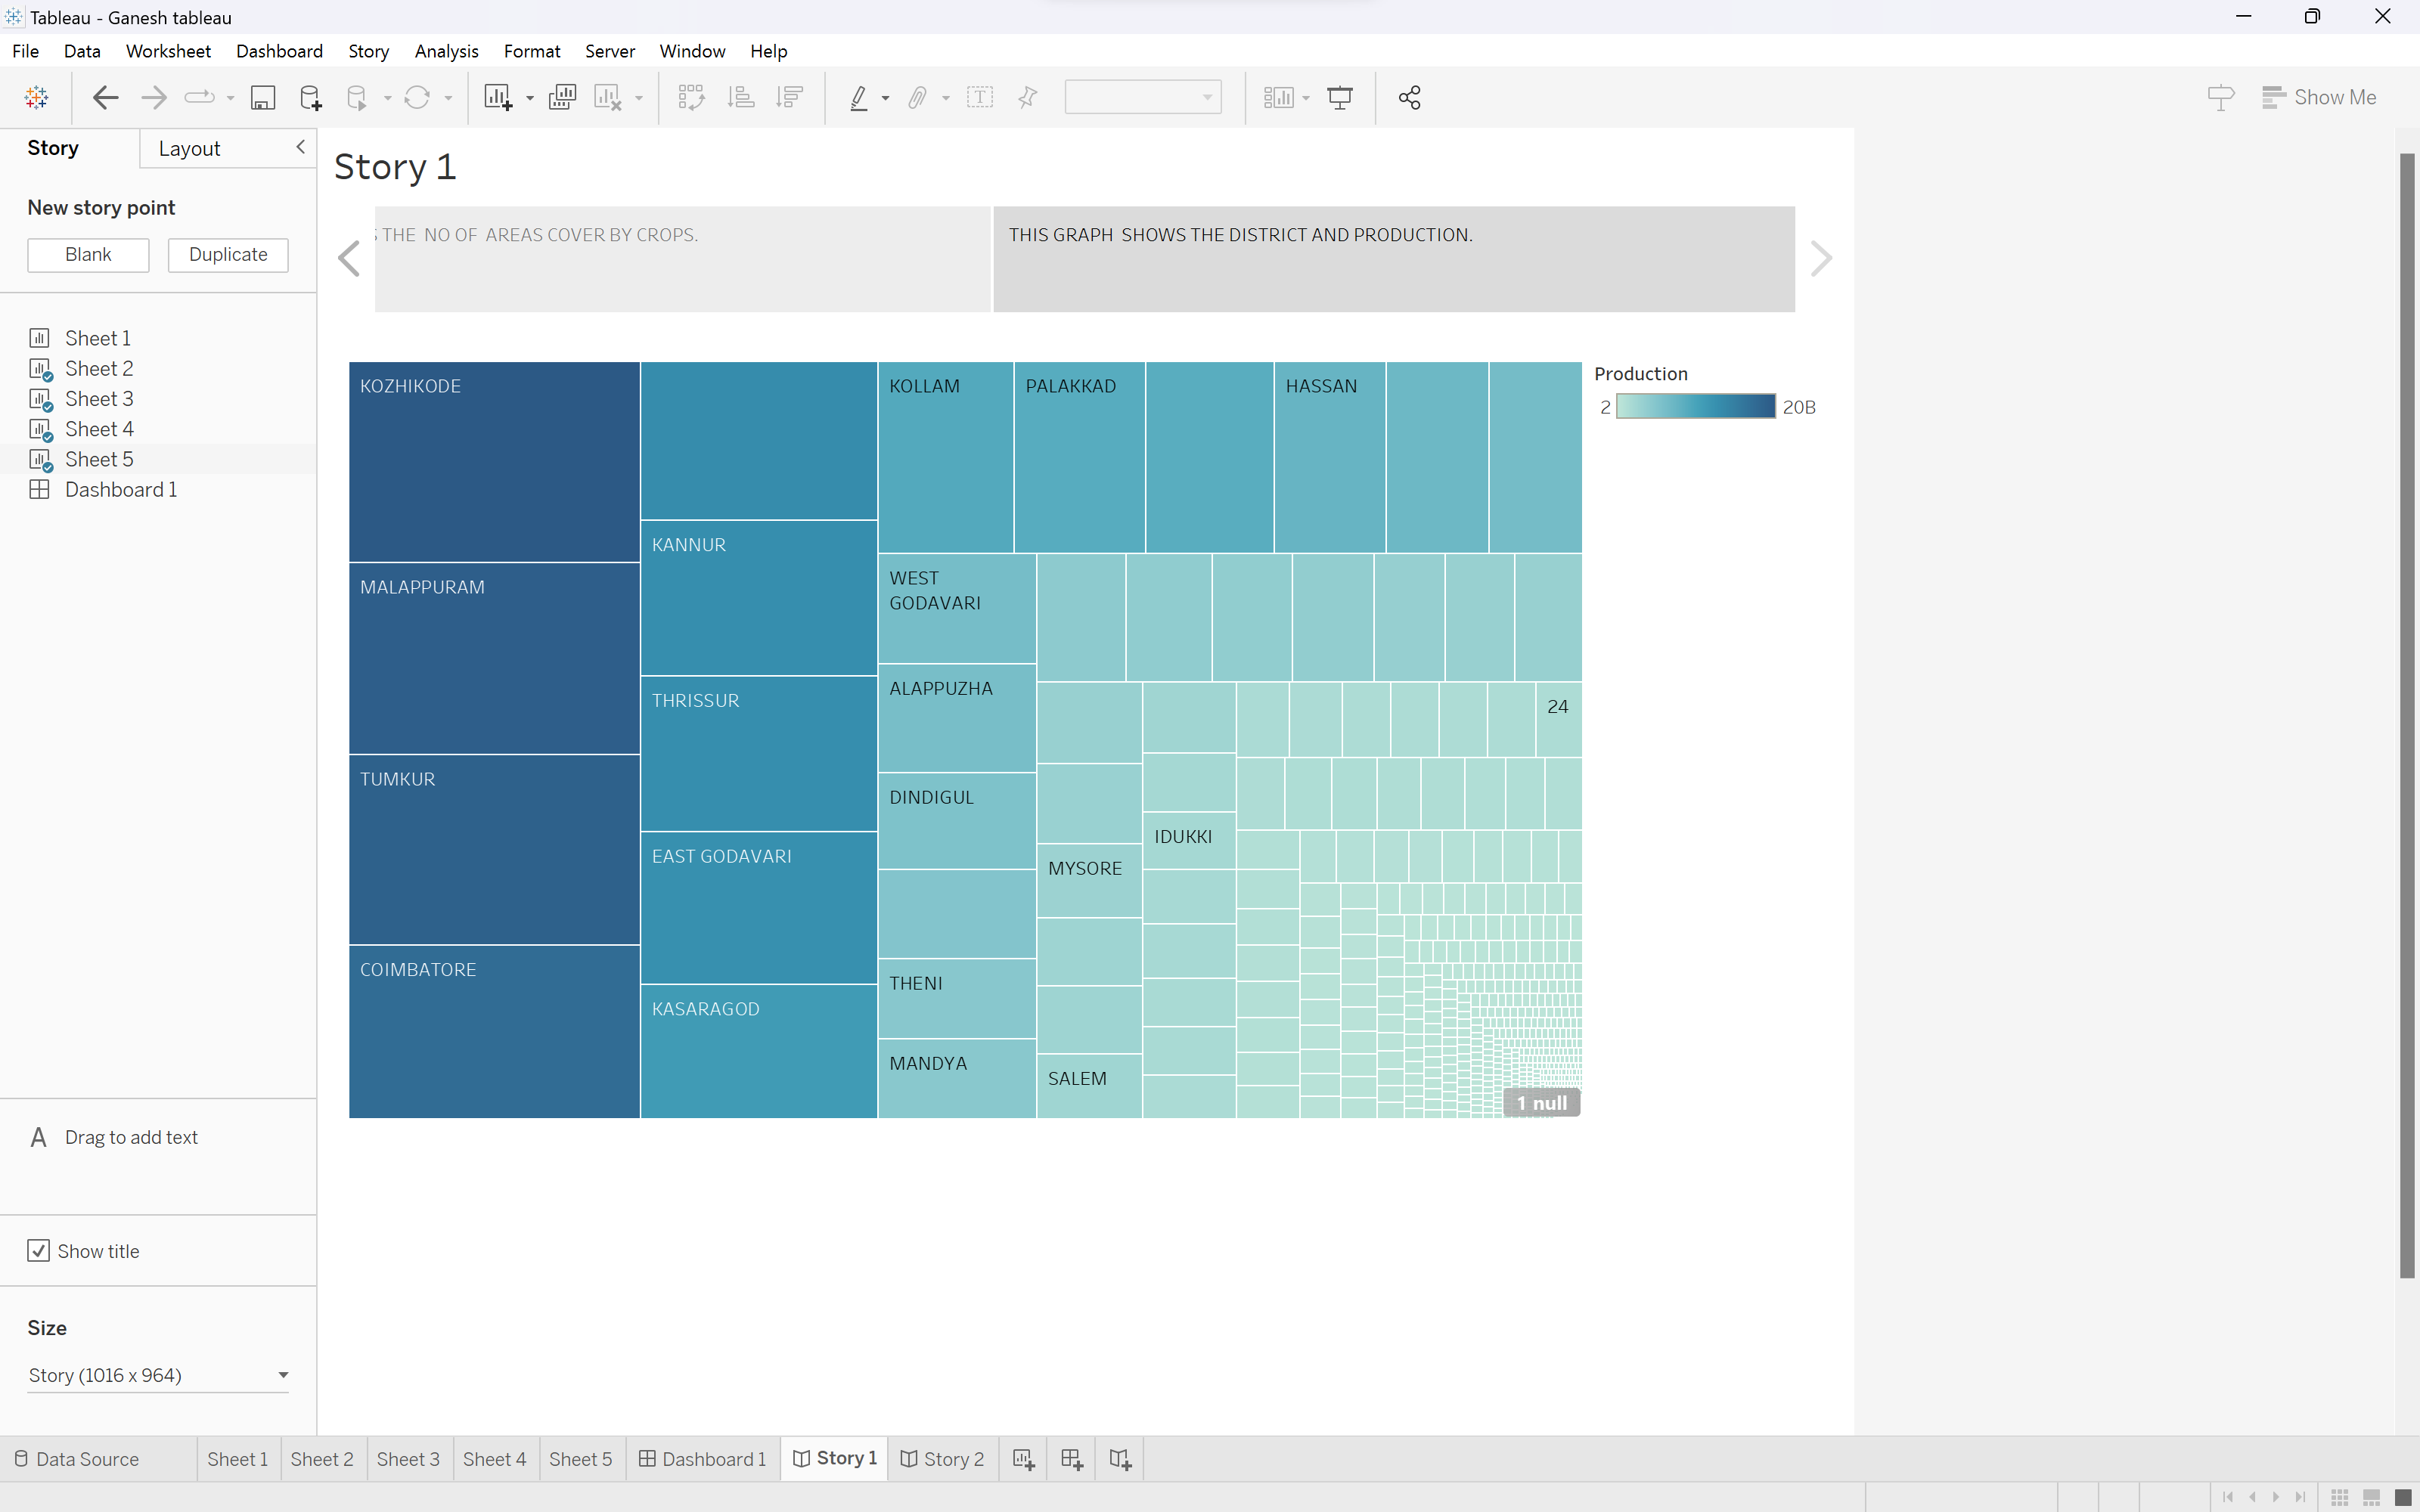 Tableau - Ganesh tableau
File Data Worksheet Dashboard Story Analysis Format Server Window Help
Show Me
Story Layout
New story point
Blank Duplicate
Sheet 1
Sheet 2
Sheet 3
Sheet 4
Sheet 5
Dashboard 1
A Drag to add text
Show title
Size
Story (1016 x 964)
Story 1
THE NO OF AREAS COVER BY CROPS.
THIS GRAPH SHOWS THE DISTRICT AND PRODUCTION.
KOZHIKODE
MALAPPURAM
TUMKUR
COIMBATORE
KANNUR
THRISSUR
EAST GODAVARI
KASARAGOD
KOLLAM
PALAKKAD
HASSAN
WEST
GODAVARI
ALAPPUZHA
DINDIGUL
THENI
MANDYA
MYSORE
SALEM
IDUKKI
24
1 null
Production
2 20B
Data Source Sheet 1 Sheet 2 Sheet 3 Sheet 4 Sheet 5 Dashboard 1 Story 1 Story 2